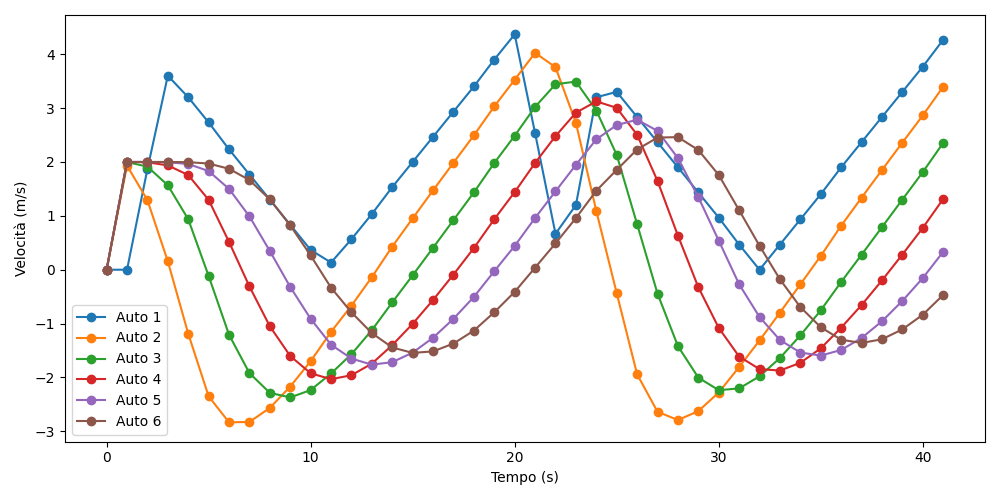 4
3
2
1
0
−1
−2
−3
Velocità (m/s)
Auto 1
Auto 2
Auto 3
Auto 4
Auto 5
Auto 6
0 10 20 30 40
Tempo (s)